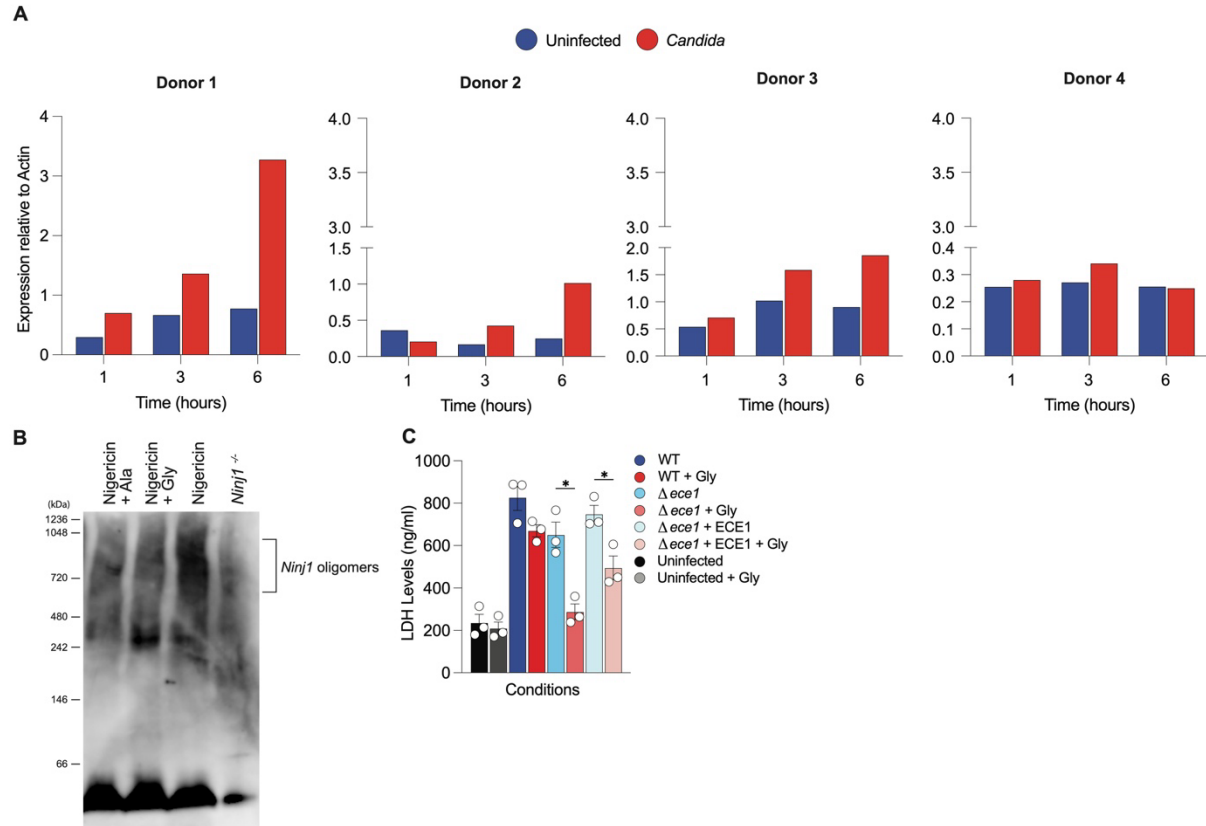 A
Uninfected Candida
Donor 1
Donor 2
Donor 3
Donor 4
Expression relative to Actin
4
3
2
1
0
1 3 6
Time (hours)
4.0
3.5
3.0
1.5
1.0
0.5
0.0
1 3 6
Time (hours)
4.0
3.5
3.0
2.0
1.5
1.0
0.5
0.0
1 3 6
Time (hours)
4.0
3.5
3.0
0.4
0.3
0.2
0.1
0.0
1 3 6
Time (hours)
B
Nigericin
+ Ala
Nigericin
+ Gly
Nigericin
Ninj1 -/-
(kDa)
1236
1048
720
480
242
146
66
Ninj1 oligomers
C
LDH Levels (ng/ml)
1000
800
600
400
200
0
* *
Conditions
WT
WT + Gly
Δ ece1
Δ ece1 + Gly
Δ ece1 + ECE1
Δ ece1 + ECE1 + Gly
Uninfected
Uninfected + Gly